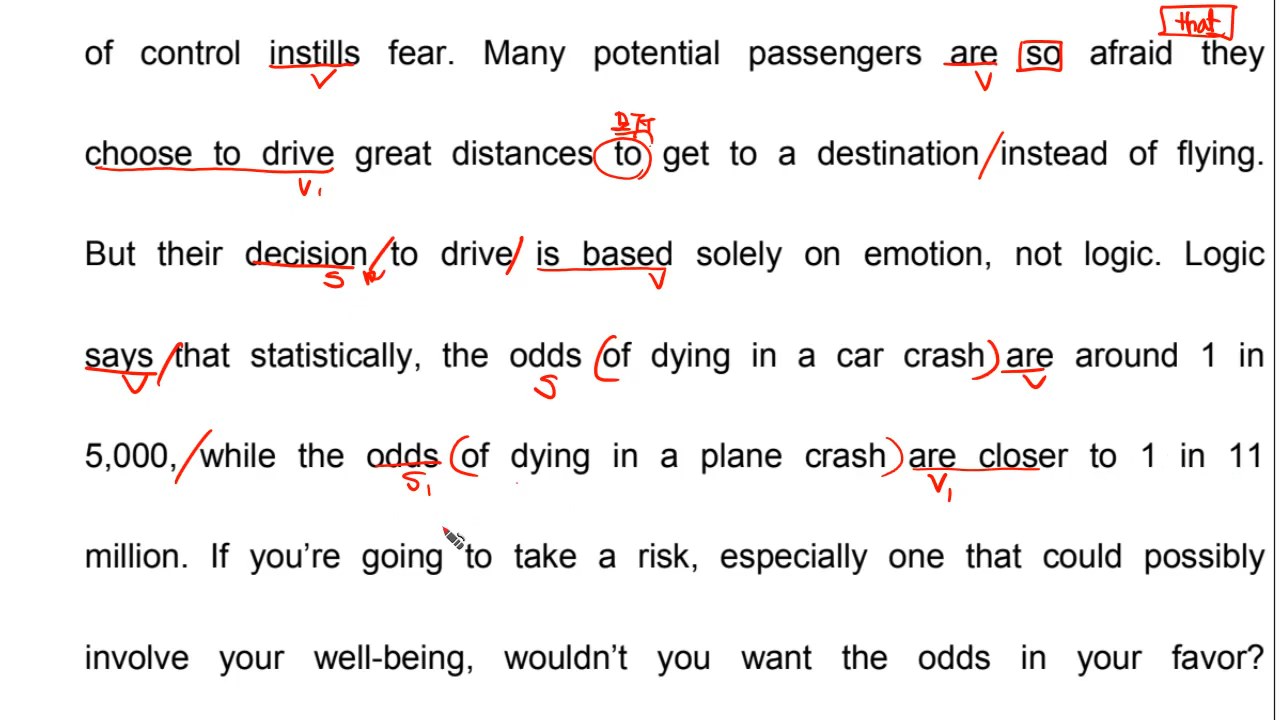 that
of control instills fear. Many potential passengers are so afraid they
V
V
choose to drive great distances to get to a destination/instead of flying.
V₁
But their decision/to drive/ is based solely on emotion, not logic. Logic
S
V
says/that statistically, the odds (of dying in a car crash) are around 1 in
V
S
V
5,000,/while the odds (of dying in a plane crash) are closer to 1 in 11
S₁
V₁
million. If you’re going to take a risk, especially one that could possibly
involve your well-being, wouldn’t you want the odds in your favor?